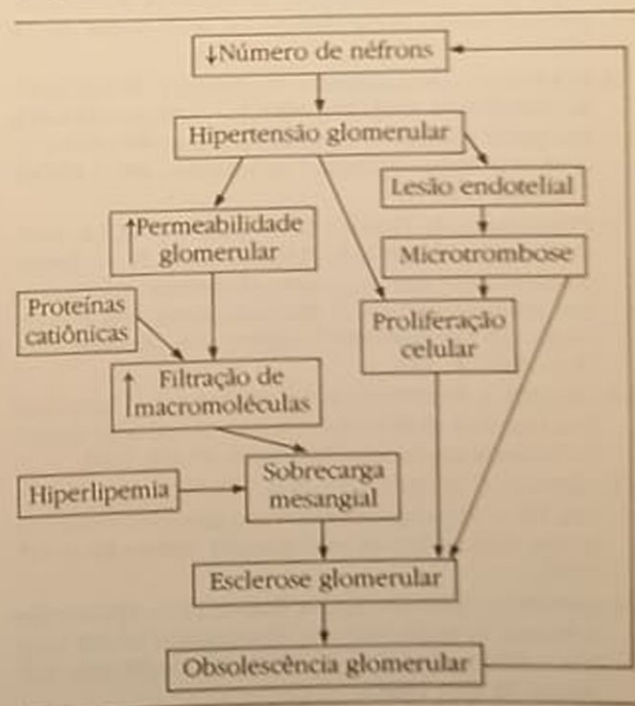 ↓Número de néfrons
Hipertensão glomerular
Lesão endotelial
↑Permeabilidade
glomerular
Microtrombose
Proteínas
catiônicas
Proliferação
celular
↑ Filtração de
macromoléculas
Sobrecarga
mesangial
Hiperlipemia
Esclerose glomerular
Obsolescência glomerular